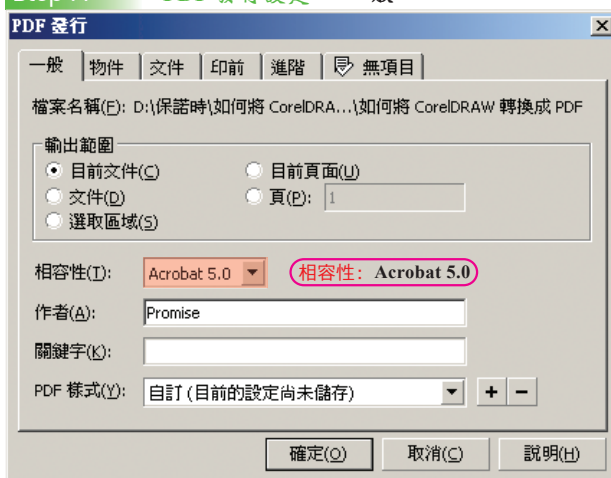 PDF 發行
一般 物件 文件 印前 進階 無項目
檔案名稱(F): D:\保諾時\如何將 CorelDRA...\如何將 CorelDRAW 轉換成 PDF
輸出範圍
目前文件(C) 目前頁面(U)
文件(D) 頁(P): 1
選取區域(S)
相容性(T): Acrobat 5.0 相容性: Acrobat 5.0
作者(A): Promise
關鍵字(K):
PDF 樣式(Y): 自訂 (目前的設定尚未儲存) + −
確定(O) 取消(C) 說明(H)